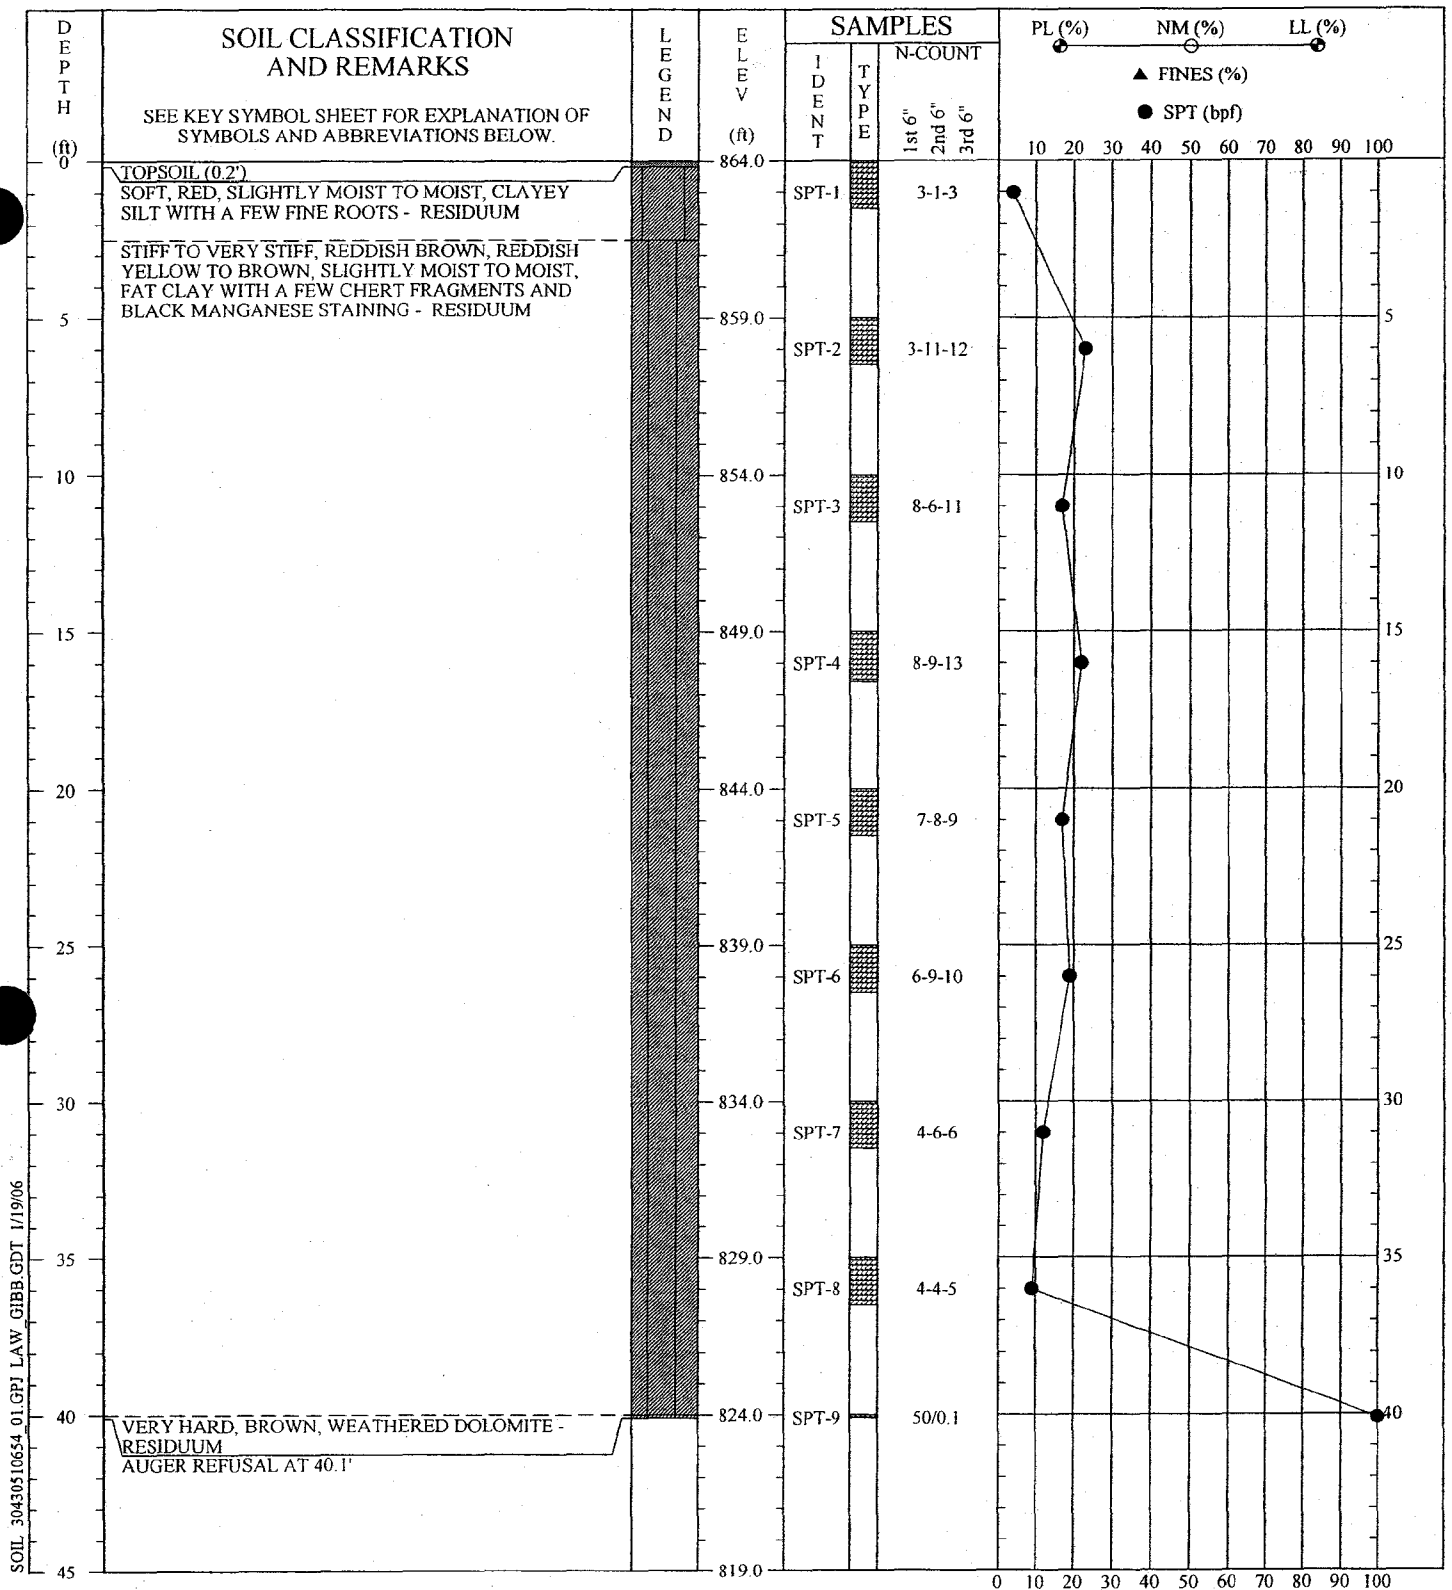 DEPTH
(ft)
SOIL CLASSIFICATION
AND REMARKS
SEE KEY SYMBOL SHEET FOR EXPLANATION OF
SYMBOLS AND ABBREVIATIONS BELOW.
LEGEND
ELEV
(ft)
SAMPLES
IDENT
TYPE
N-COUNT
1st 6"
2nd 6"
3rd 6"
PL (%) NM (%) LL (%)
▲ FINES (%)
● SPT (bpf)
10 20 30 40 50 60 70 80 90 100
0
TOPSOIL (0.2')
864.0
SOFT, RED, SLIGHTLY MOIST TO MOIST, CLAYEY
SILT WITH A FEW FINE ROOTS - RESIDUUM
SPT-1 3-1-3
STIFF TO VERY STIFF, REDDISH BROWN, REDDISH
YELLOW TO BROWN, SLIGHTLY MOIST TO MOIST,
FAT CLAY WITH A FEW CHERT FRAGMENTS AND
BLACK MANGANESE STAINING - RESIDUUM
5 859.0 5
SPT-2 3-11-12
10 854.0 10
SPT-3 8-6-11
15 849.0 15
SPT-4 8-9-13
20 844.0 20
SPT-5 7-8-9
25 839.0 25
SPT-6 6-9-10
30 834.0 30
SPT-7 4-6-6
35 829.0 35
SPT-8 4-4-5
40 824.0 SPT-9 50/0.1 40
VERY HARD, BROWN, WEATHERED DOLOMITE -
RESIDUUM
AUGER REFUSAL AT 40.1'
45 819.0
0 10 20 30 40 50 60 70 80 90 100
SOIL 30430510654_01.GPJ LAW_GIBB.GDT 1/19/06